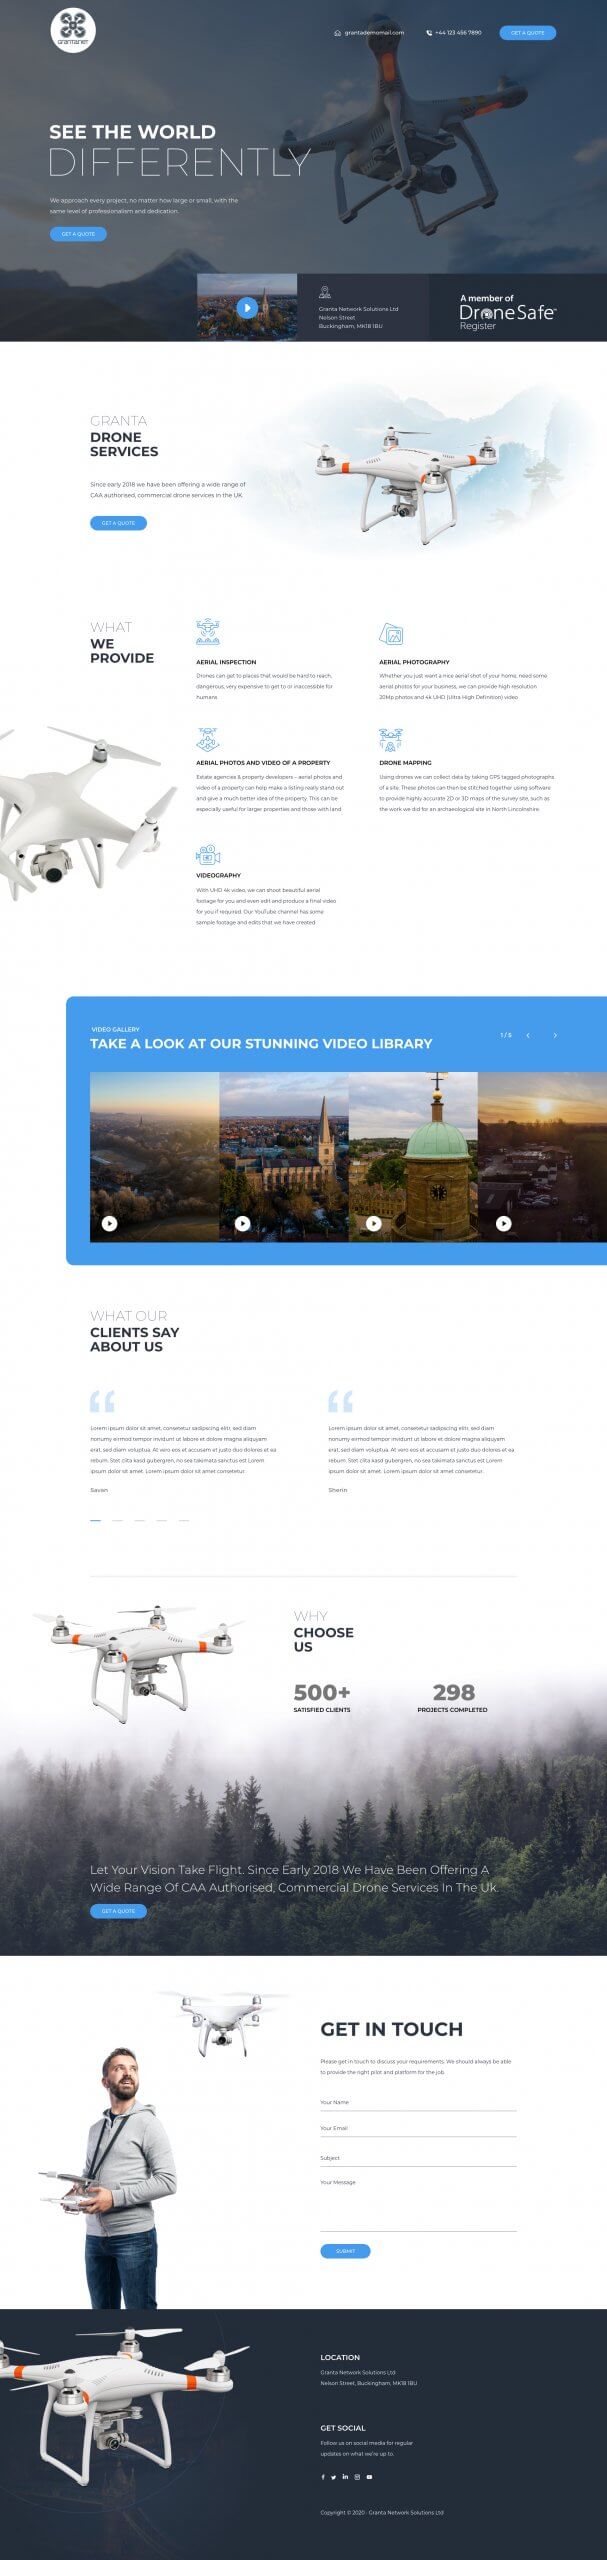 grantanet
grantademomail.com
+44 123 456 7890
GET A QUOTE
SEE THE WORLD
DIFFERENTLY
We approach every project, no matter how large or small, with the
same level of professionalism and dedication.
GET A QUOTE
Granta Network Solutions Ltd
Nelson Street
Buckingham, MK18 1BU
A member of
DroneSafe
Register
GRANTA
DRONE
SERVICES
Since early 2018 we have been offering a wide range of
CAA authorised, commercial drone services in the UK.
GET A QUOTE
WHAT
WE
PROVIDE
AERIAL INSPECTION
Drones can get to places that would be hard to reach,
dangerous, very expensive to get to or inaccessible for
humans
AERIAL PHOTOGRAPHY
Whether you just want a nice aerial shot of your home, need some
aerial photos for your business, we can provide high resolution
20Mp photos and 4k UHD (Ultra High Definition) video
AERIAL PHOTOS AND VIDEO OF A PROPERTY
Estate agencies & property developers – aerial photos and
video of a property can help make a listing really stand out
and give a much better idea of the property. This can be
especially useful for larger properties and those with land
DRONE MAPPING
Using drones we can collect data by taking GPS tagged photographs
of a site. These photos can then be stitched together using software
to provide highly accurate 2D or 3D maps of the survey site, such as
the work we did for an archaeological site in North Lincolnshire.
VIDEOGRAPHY
With UHD 4k video, we can shoot beautiful aerial
footage for you and even edit and produce a final video
for you if required. Our YouTube channel has some
sample footage and edits that we have created
VIDEO GALLERY
TAKE A LOOK AT OUR STUNNING VIDEO LIBRARY
1 / 5
WHAT OUR
CLIENTS SAY
ABOUT US
Lorem ipsum dolor sit amet, consetetur sadipscing elitr, sed diam
nonumy eirmod tempor invidunt ut labore et dolore magna aliquyam
erat, sed diam voluptua. At vero eos et accusam et justo duo dolores et ea
rebum. Stet clita kasd gubergren, no sea takimata sanctus est Lorem
ipsum dolor sit amet. Lorem ipsum dolor sit amet consetetur.
Savan
Lorem ipsum dolor sit amet, consetetur sadipscing elitr, sed diam
nonumy eirmod tempor invidunt ut labore et dolore magna aliquyam
erat, sed diam voluptua. At vero eos et accusam et justo duo dolores et ea
rebum. Stet clita kasd gubergren, no sea takimata sanctus est Lorem
ipsum dolor sit amet. Lorem ipsum dolor sit amet consetetur.
Sherin
WHY
CHOOSE
US
500+
SATISFIED CLIENTS
298
PROJECTS COMPLETED
Let Your Vision Take Flight. Since Early 2018 We Have Been Offering A
Wide Range Of CAA Authorised, Commercial Drone Services In The Uk.
GET A QUOTE
GET IN TOUCH
Please get in touch to discuss your requirements. We should always be able
to provide the right pilot and platform for the job.
Your Name
Your Email
Subject
Your Message
SUBMIT
LOCATION
Granta Network Solutions Ltd
Nelson Street, Buckingham, MK18 1BU
GET SOCIAL
Follow us on social media for regular
updates on what we're up to.
Copyright © 2020 - Granta Network Solutions Ltd